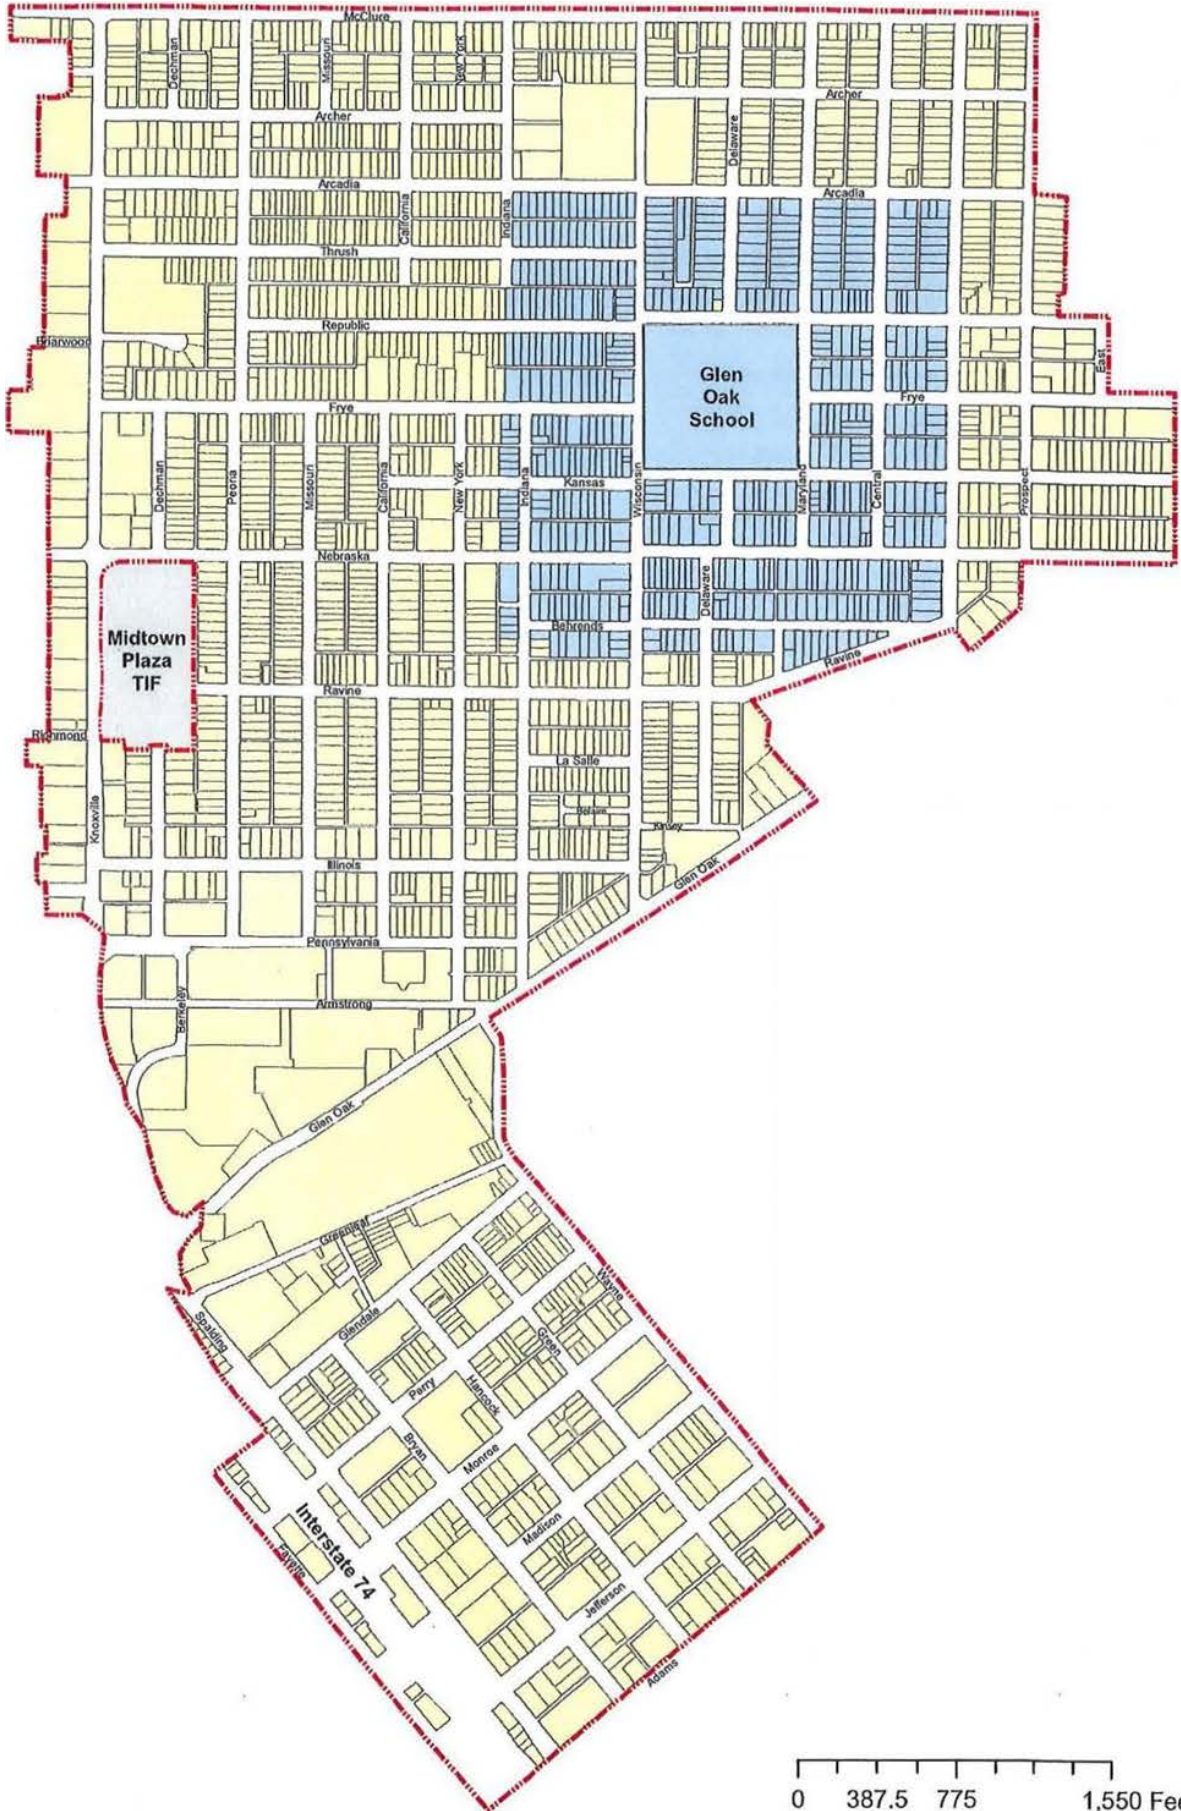 McClure
Dechman
Missouri
New York
Archer
Archer
Delaware
Arcadia
Arcadia
California
Indiana
Thrush
Republic
Briarwood
East
Glen
Oak
School
Frye
Frye
Dechman
Peoria
Missouri
California
New York
Indiana
Kansas
Wisconsin
Maryland
Central
Prospect
Nebraska
Delaware
Midtown
Plaza
TIF
Behrends
Ravine
Ravine
Richmond
La Salle
Knoxville
Kinsey
Illinois
Glen Oak
Pennsylvania
Berkeley
Armstrong
Glen Oak
Greenleaf
Wayne
Spalding
Glendale
Green
Perry
Hancock
Bryan
Monroe
Interstate 74
Madison
Fayette
Jefferson
Adams
0 387.5 775 1,550 Fee